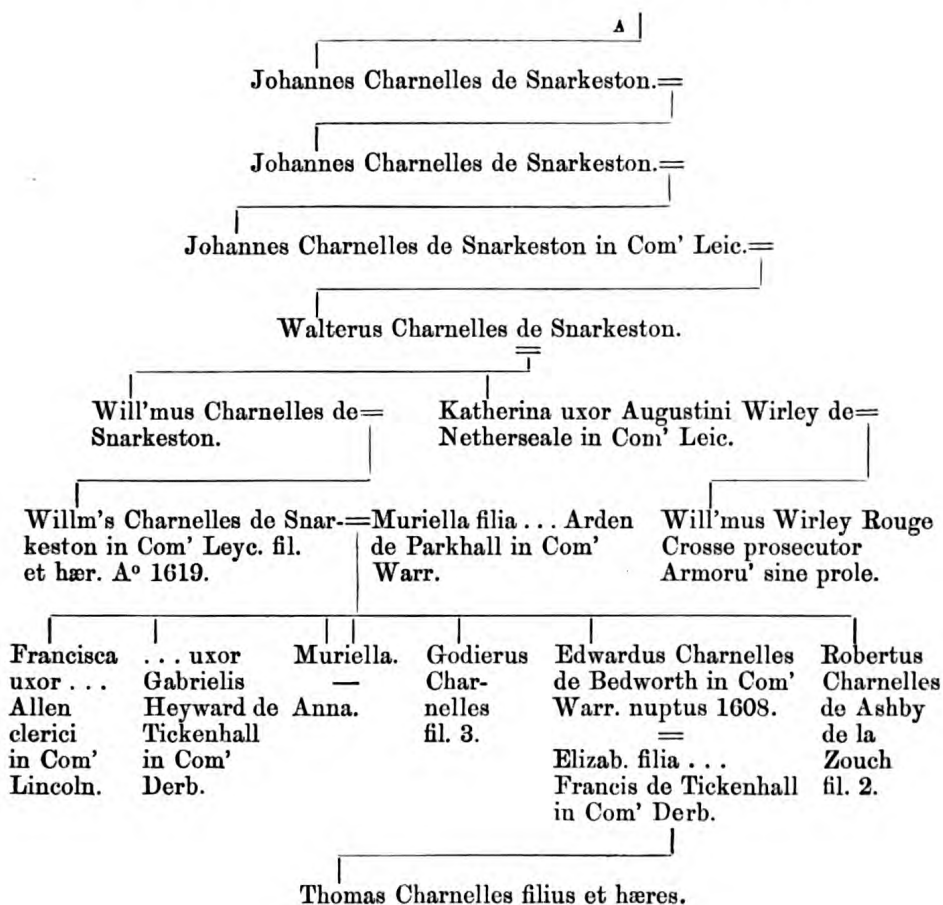 A
Johannes Charnelles de Snarkeston.=
Johannes Charnelles de Snarkeston.=
Johannes Charnelles de Snarkeston in Com' Leic.=
Walterus Charnelles de Snarkeston.
=
Will'mus Charnelles de=
Snarkeston.
Katherina uxor Augustini Wirley de=
Netherseale in Com' Leic.
Willm's Charnelles de Snar-=
keston in Com' Leyc. fil.
et hær. Aº 1619.
Muriella filia ... Arden
de Parkhall in Com'
Warr.
Will'mus Wirley Rouge
Crosse prosecutor
Armoru' sine prole.
Francisca
uxor ...
Allen
clerici
in Com'
Lincoln.
... uxor
Gabrielis
Heyward de
Tickenhall
in Com'
Derb.
Muriella.
—
Anna.
Godierus
Char-
nelles
fil. 3.
Edwardus Charnelles
de Bedworth in Com'
Warr. nuptus 1608.
=
Elizab. filia ...
Francis de Tickenhall
in Com' Derb.
Robertus
Charnelles
de Ashby
de la
Zouch
fil. 2.
Thomas Charnelles filius et hæres.